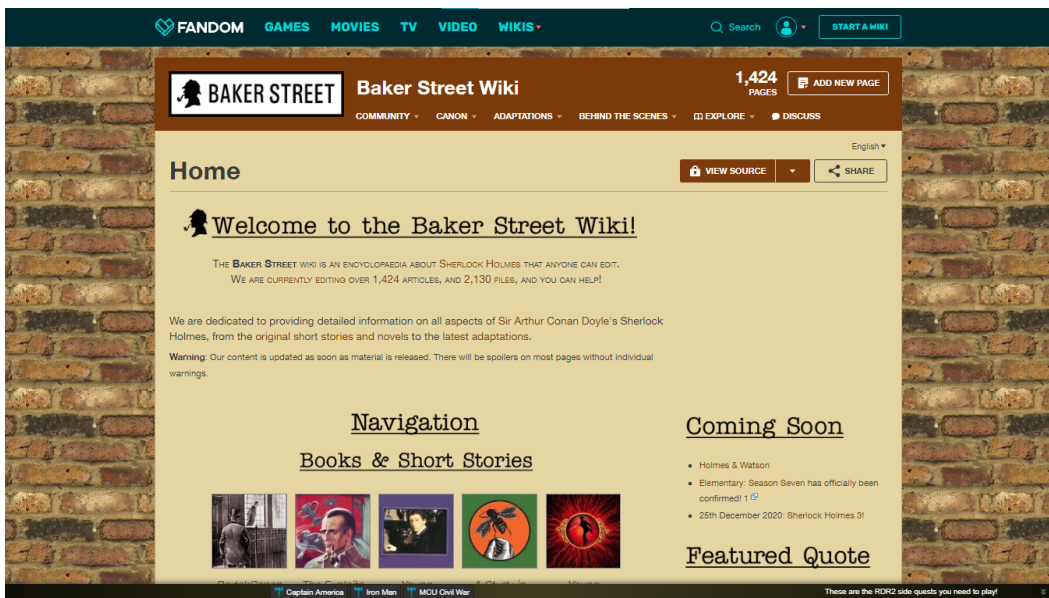 FANDOM GAMES MOVIES TV VIDEO WIKIS Search START A WIKI
BAKER STREET
Baker Street Wiki
1,424
PAGES
ADD NEW PAGE
COMMUNITY CANON ADAPTATIONS BEHIND THE SCENES EXPLORE DISCUSS
English
Home
VIEW SOURCE
SHARE
Welcome to the Baker Street Wiki!
The Baker Street wiki is an encyclopaedia about Sherlock Holmes that anyone can edit.
We are currently editing over 1,424 articles, and 2,130 files, and you can help!
We are dedicated to providing detailed information on all aspects of Sir Arthur Conan Doyle's Sherlock
Holmes, from the original short stories and novels to the latest adaptations.
Warning: Our content is updated as soon as material is released. There will be spoilers on most pages without individual
warnings.
Navigation
Books & Short Stories
Coming Soon
Holmes & Watson
Elementary: Season Seven has officially been
confirmed! 1
25th December 2020: Sherlock Holmes 3!
Featured Quote
Captain America Iron Man MCU Civil War
These are the RDR2 side quests you need to play!